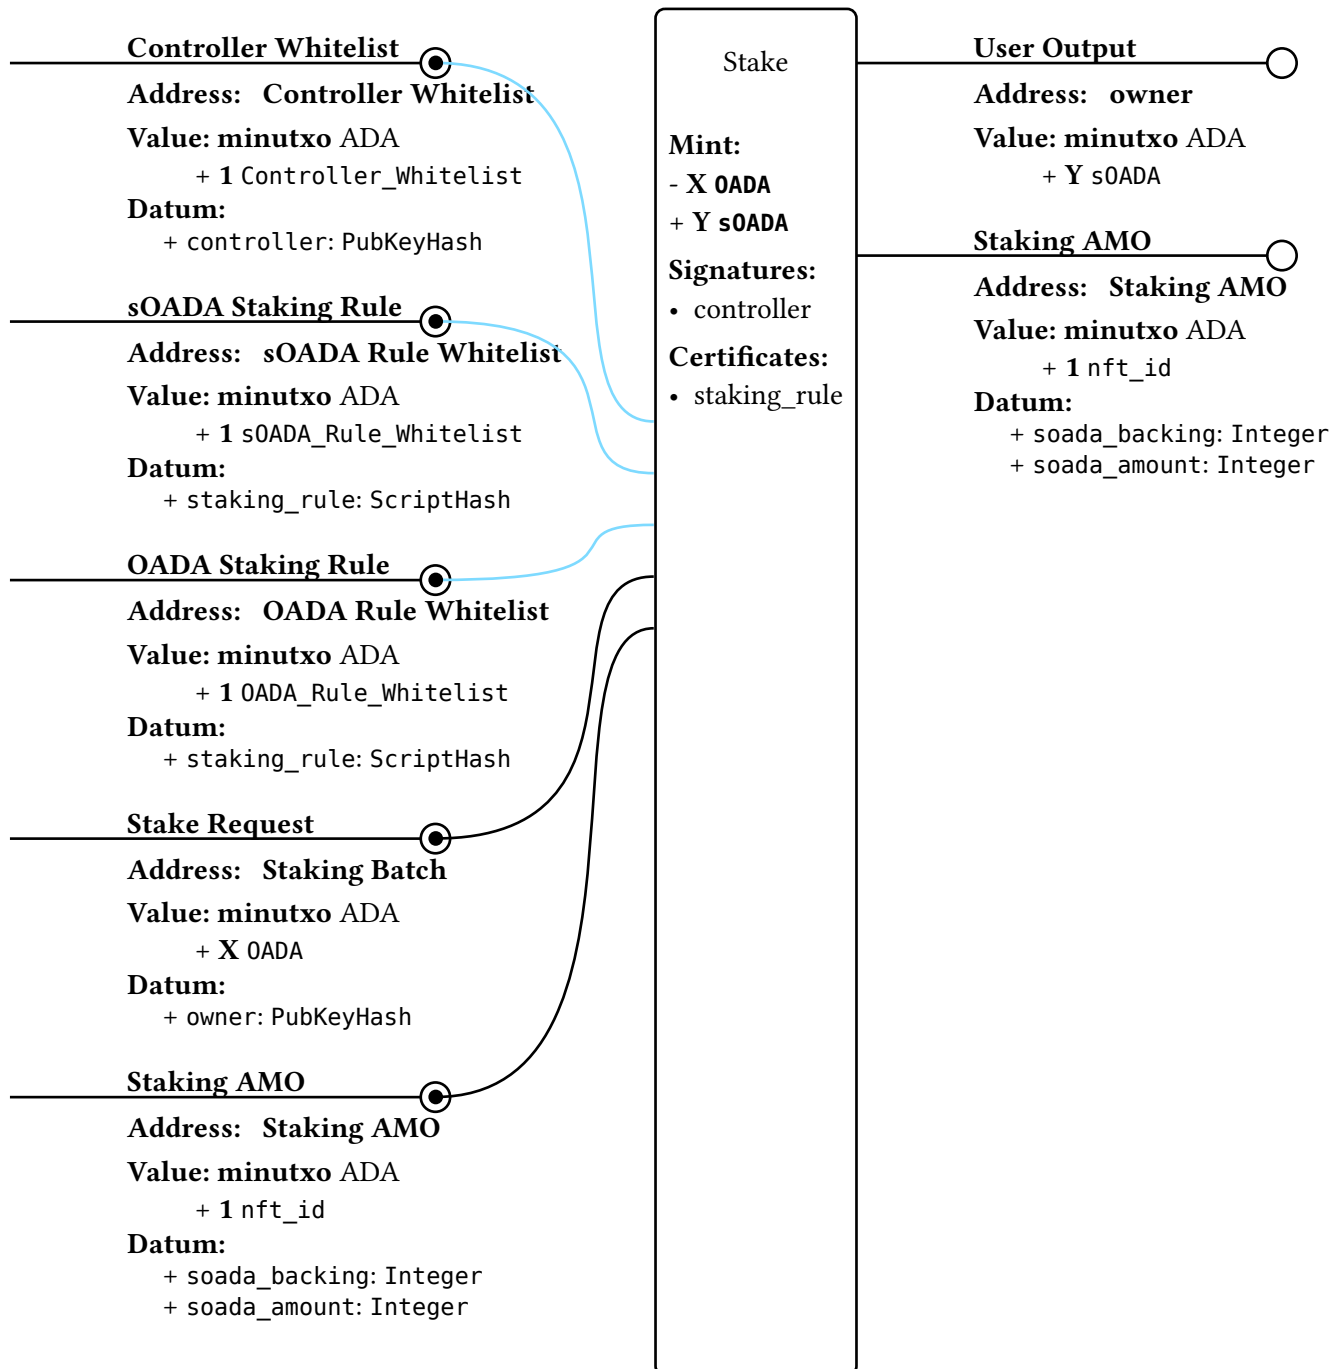 Controller Whitelist
Address: Controller Whitelist
Value: minutxo ADA
+ 1 Controller_Whitelist
Datum:
+ controller: PubKeyHash
sOADA Staking Rule
Address: sOADA Rule Whitelist
Value: minutxo ADA
+ 1 sOADA_Rule_Whitelist
Datum:
+ staking_rule: ScriptHash
OADA Staking Rule
Address: OADA Rule Whitelist
Value: minutxo ADA
+ 1 OADA_Rule_Whitelist
Datum:
+ staking_rule: ScriptHash
Stake Request
Address: Staking Batch
Value: minutxo ADA
+ X OADA
Datum:
+ owner: PubKeyHash
Staking AMO
Address: Staking AMO
Value: minutxo ADA
+ 1 nft_id
Datum:
+ soada_backing: Integer
+ soada_amount: Integer
Stake
Mint:
- X OADA
+ Y sOADA
Signatures:
• controller
Certificates:
• staking_rule
User Output
Address: owner
Value: minutxo ADA
+ Y sOADA
Staking AMO
Address: Staking AMO
Value: minutxo ADA
+ 1 nft_id
Datum:
+ soada_backing: Integer
+ soada_amount: Integer